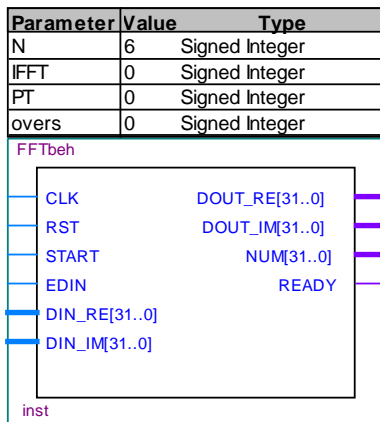 Parameter Value Type
N 6 Signed Integer
IFFT 0 Signed Integer
PT 0 Signed Integer
overs 0 Signed Integer
FFTbeh
CLK DOUT_RE[31..0]
RST DOUT_IM[31..0]
START NUM[31..0]
EDIN READY
DIN_RE[31..0]
DIN_IM[31..0]
inst